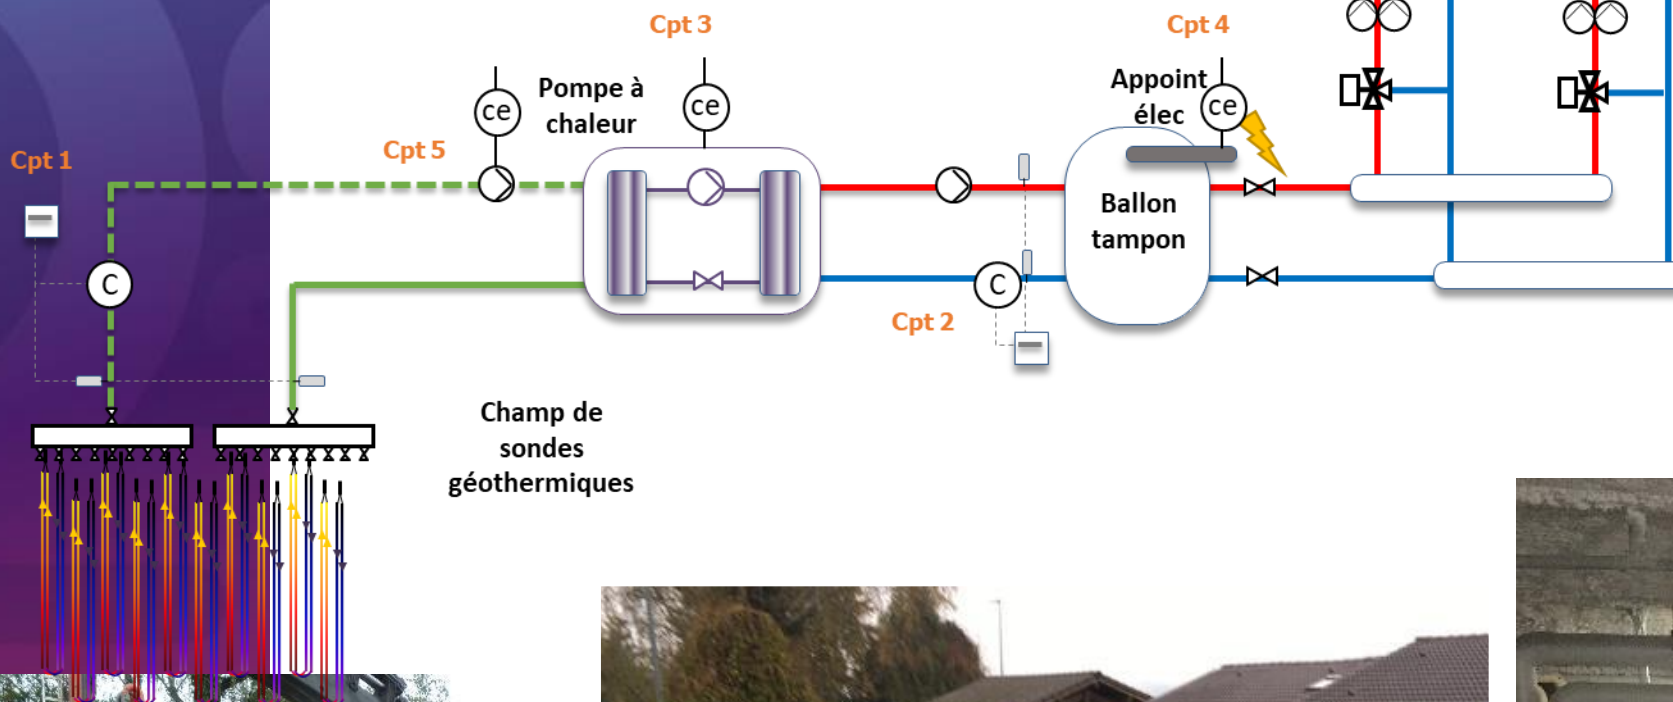 Cpt 3
Cpt 4
Pompe à
chaleur
ce
ce
Appoint
élec
ce
Cpt 5
Cpt 1
Ballon
tampon
C
C
Cpt 2
Champ de
sondes
géothermiques